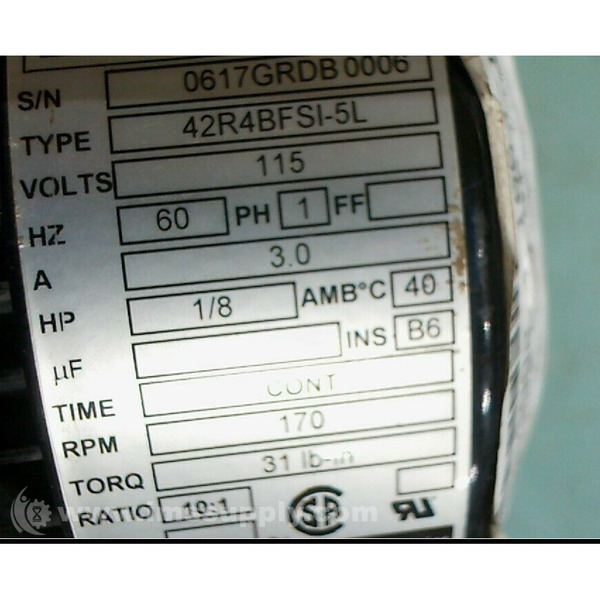 S/N 0617GRDB 0006
TYPE 42R4BFSI-5L
VOLTS 115
HZ 60 PH 1 FF
A 3.0
HP 1/8 AMB°C 40
µF INS B6
TIME CONT
RPM 170
TORQ 31 lb-in
RATIO 10:1